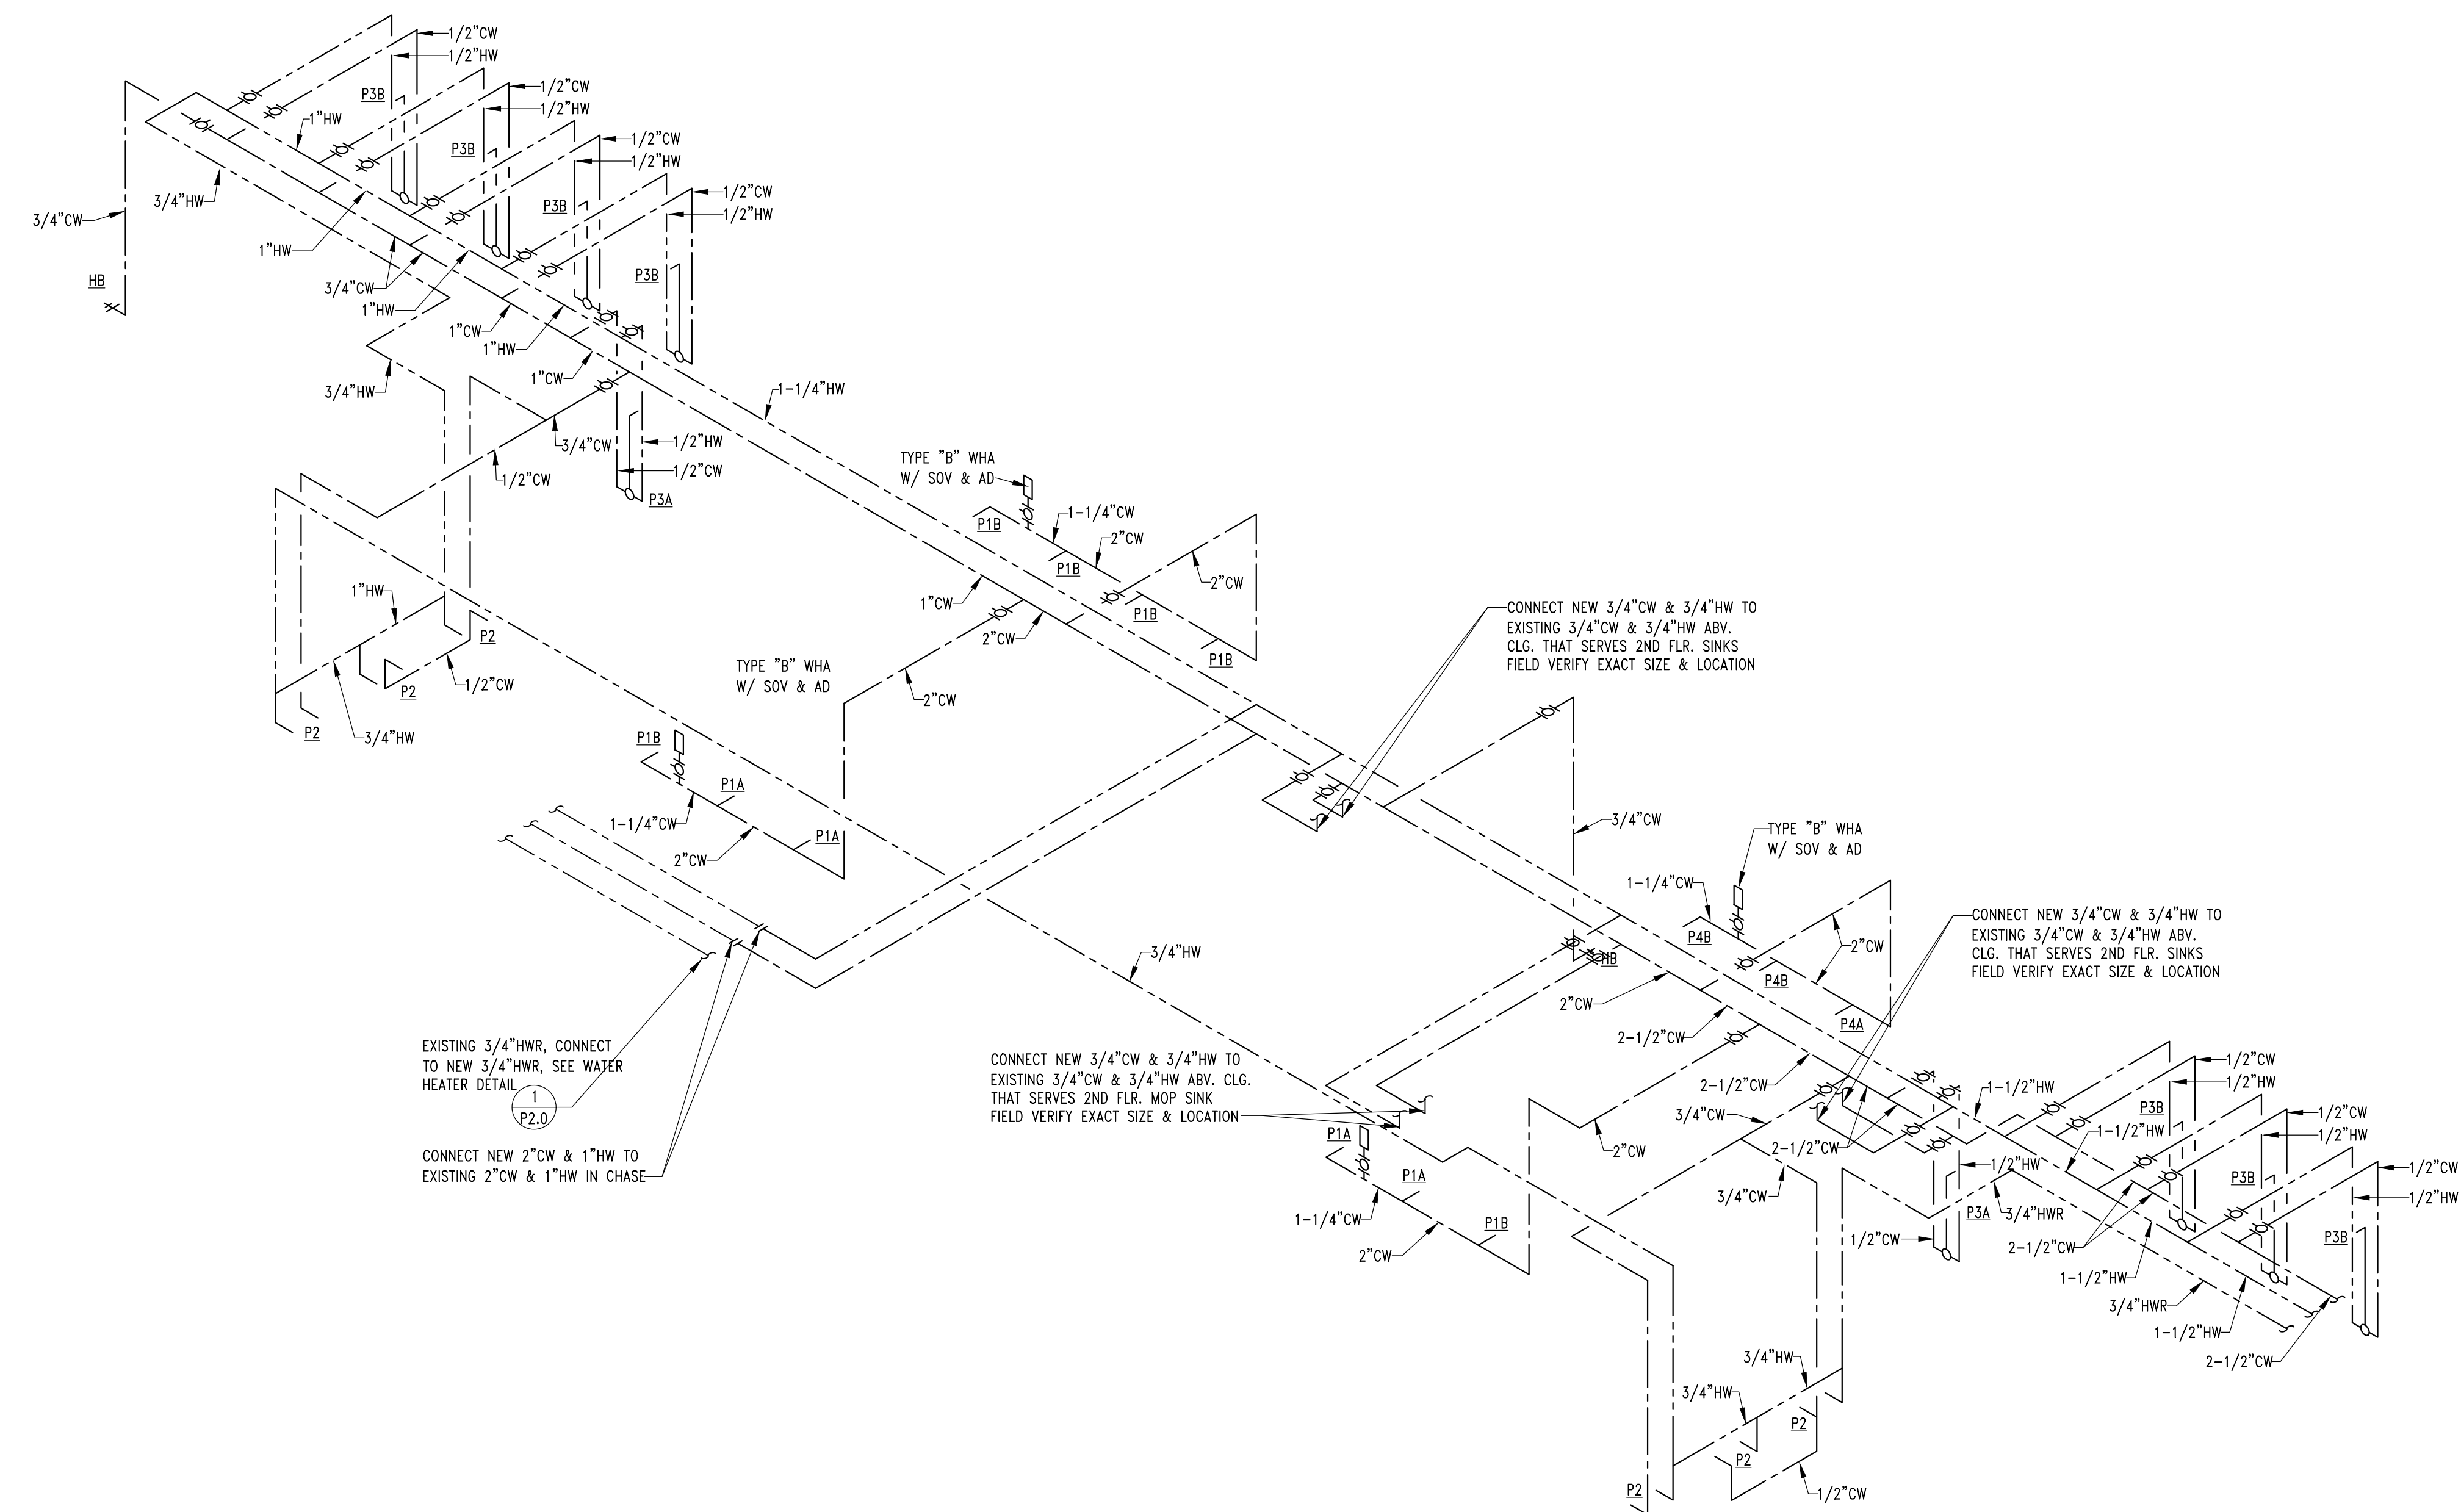 1/2"CW
1/2"HW
P3B
1/2"CW
1/2"HW
1"HW
P3B
1/2"CW
1/2"HW
3/4"HW
3/4"CW
P3B
1/2"CW
1/2"HW
1"HW
HB
3/4"CW
1"HW
P3B
1"CW
1"HW
1"CW
3/4"HW
1-1/4"HW
3/4"CW
1/2"HW
1/2"CW
1/2"CW
P3A
TYPE "B" WHA
W/ SOV & AD
P1B
1-1/4"CW
2"CW
P1B
2"CW
P1B
P1B
1"CW
2"CW
1"HW
P2
1/2"CW
P2
P2
3/4"HW
TYPE "B" WHA
W/ SOV & AD
2"CW
P1B
P1A
1-1/4"CW
P1A
2"CW
CONNECT NEW 3/4"CW & 3/4"HW TO
EXISTING 3/4"CW & 3/4"HW ABV.
CLG. THAT SERVES 2ND FLR. SINKS
FIELD VERIFY EXACT SIZE & LOCATION
3/4"CW
TYPE "B" WHA
W/ SOV & AD
1-1/4"CW
P4B
2"CW
P4B
P4A
HB
CONNECT NEW 3/4"CW & 3/4"HW TO
EXISTING 3/4"CW & 3/4"HW ABV.
CLG. THAT SERVES 2ND FLR. SINKS
FIELD VERIFY EXACT SIZE & LOCATION
3/4"HW
2"CW
2-1/2"CW
2-1/2"CW
EXISTING 3/4"HWR, CONNECT
TO NEW 3/4"HWR, SEE WATER
HEATER DETAIL
1
P2.0
CONNECT NEW 2"CW & 1"HW TO
EXISTING 2"CW & 1"HW IN CHASE
CONNECT NEW 3/4"CW & 3/4"HW TO
EXISTING 3/4"CW & 3/4"HW ABV. CLG.
THAT SERVES 2ND FLR. MOP SINK
FIELD VERIFY EXACT SIZE & LOCATION
P1A
P1A
1-1/4"CW
P1B
2"CW
2"CW
3/4"CW
2-1/2"CW
3/4"CW
1-1/2"HW
1/2"CW
1/2"HW
P3B
1-1/2"HW
1/2"CW
1/2"HW
1/2"HW
P3B
1/2"CW
1/2"HW
P3A
3/4"HWR
1/2"CW
2-1/2"CW
P3B
1-1/2"HW
3/4"HWR
1-1/2"HW
2-1/2"CW
3/4"HW
3/4"HW
P2
P2
P2
1/2"CW